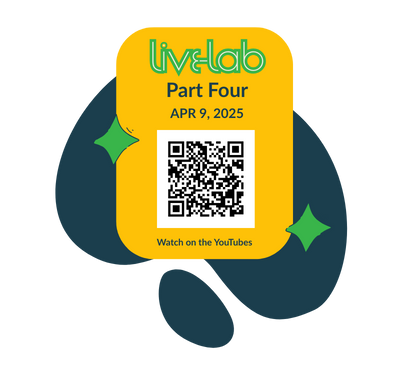 live-lab
Part Four
APR 9, 2025
Watch on the YouTubes